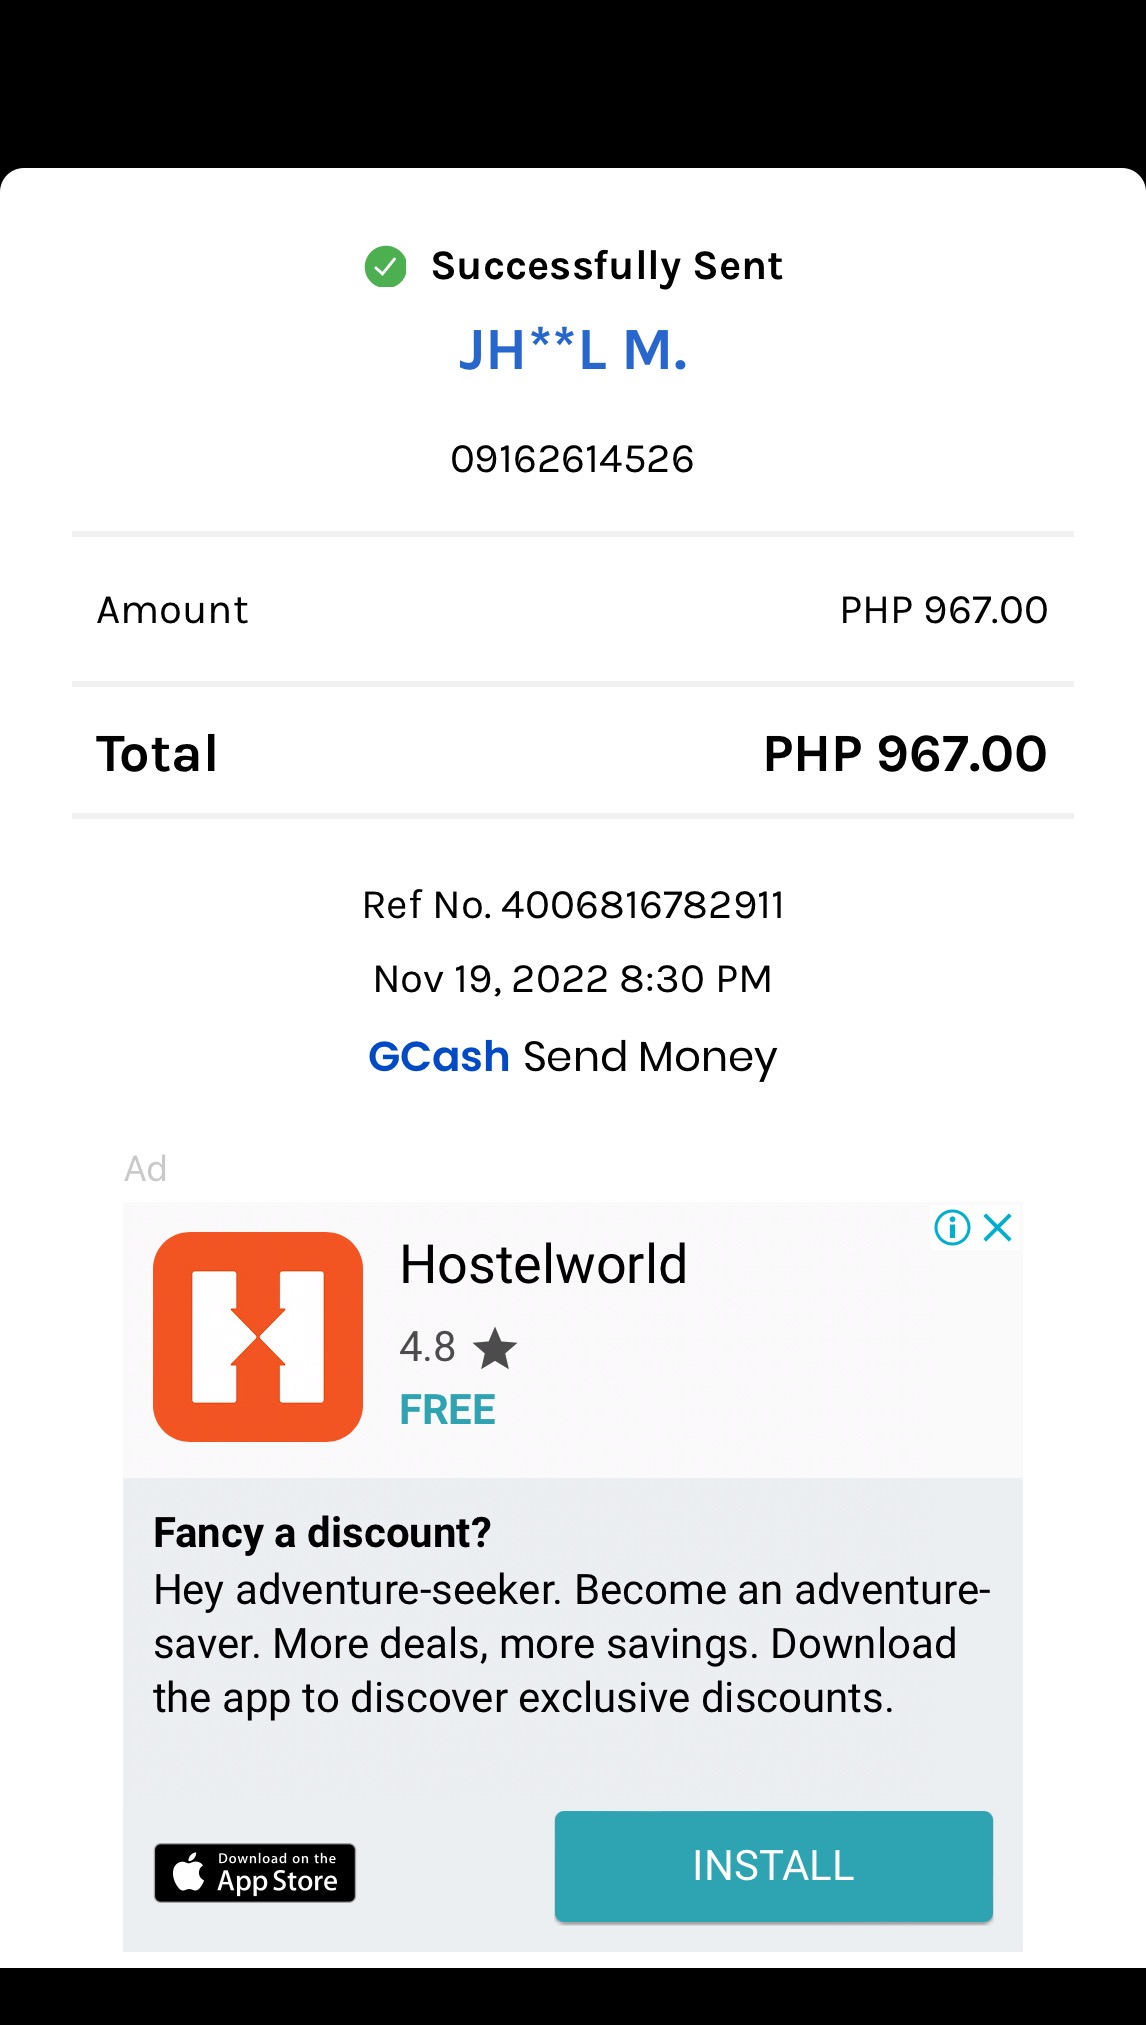 Successfully Sent
JH**L M.
09162614526
Amount PHP 967.00
Total PHP 967.00
Ref No. 4006816782911
Nov 19, 2022 8:30 PM
GCash Send Money
Ad
Hostelworld
4.8
FREE
Fancy a discount?
Hey adventure-seeker. Become an adventure-
saver. More deals, more savings. Download
the app to discover exclusive discounts.
Download on the
App Store
INSTALL